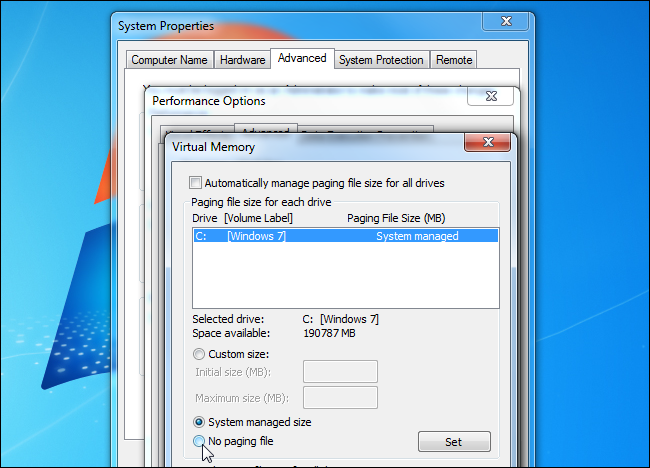 System Properties
Computer Name Hardware Advanced System Protection Remote
Performance Options
Advanced
Virtual Memory
Automatically manage paging file size for all drives
Paging file size for each drive
Drive [Volume Label] Paging File Size (MB)
C: [Windows 7] System managed
Selected drive: C: [Windows 7]
Space available: 190787 MB
Custom size:
Initial size (MB):
Maximum size (MB):
System managed size
No paging file
Set